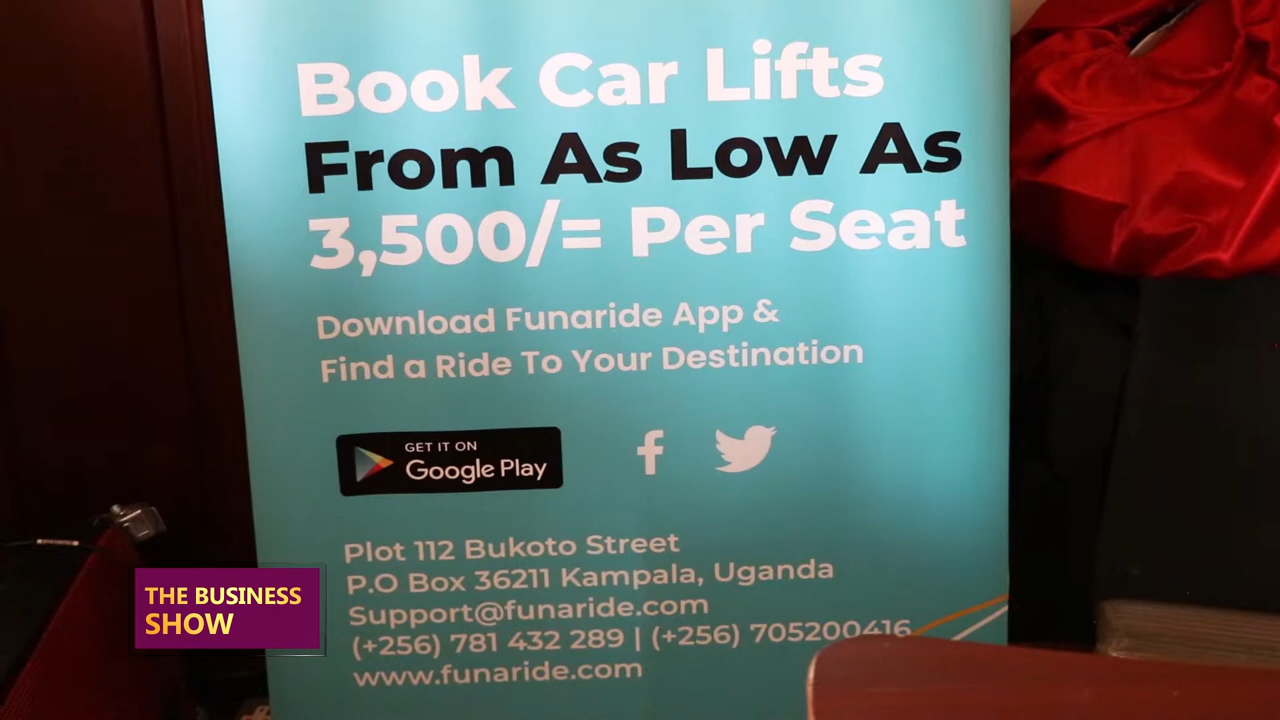 Book Car Lifts
From As Low As
3,500/= Per Seat
Download Funaride App &
Find a Ride To Your Destination
GET IT ON
Google Play
Plot 112 Bukoto Street
P.O Box 36211 Kampala, Uganda
Support@funaride.com
(+256) 781 432 289 | (+256) 705200416
www.funaride.com
THE BUSINESS
SHOW